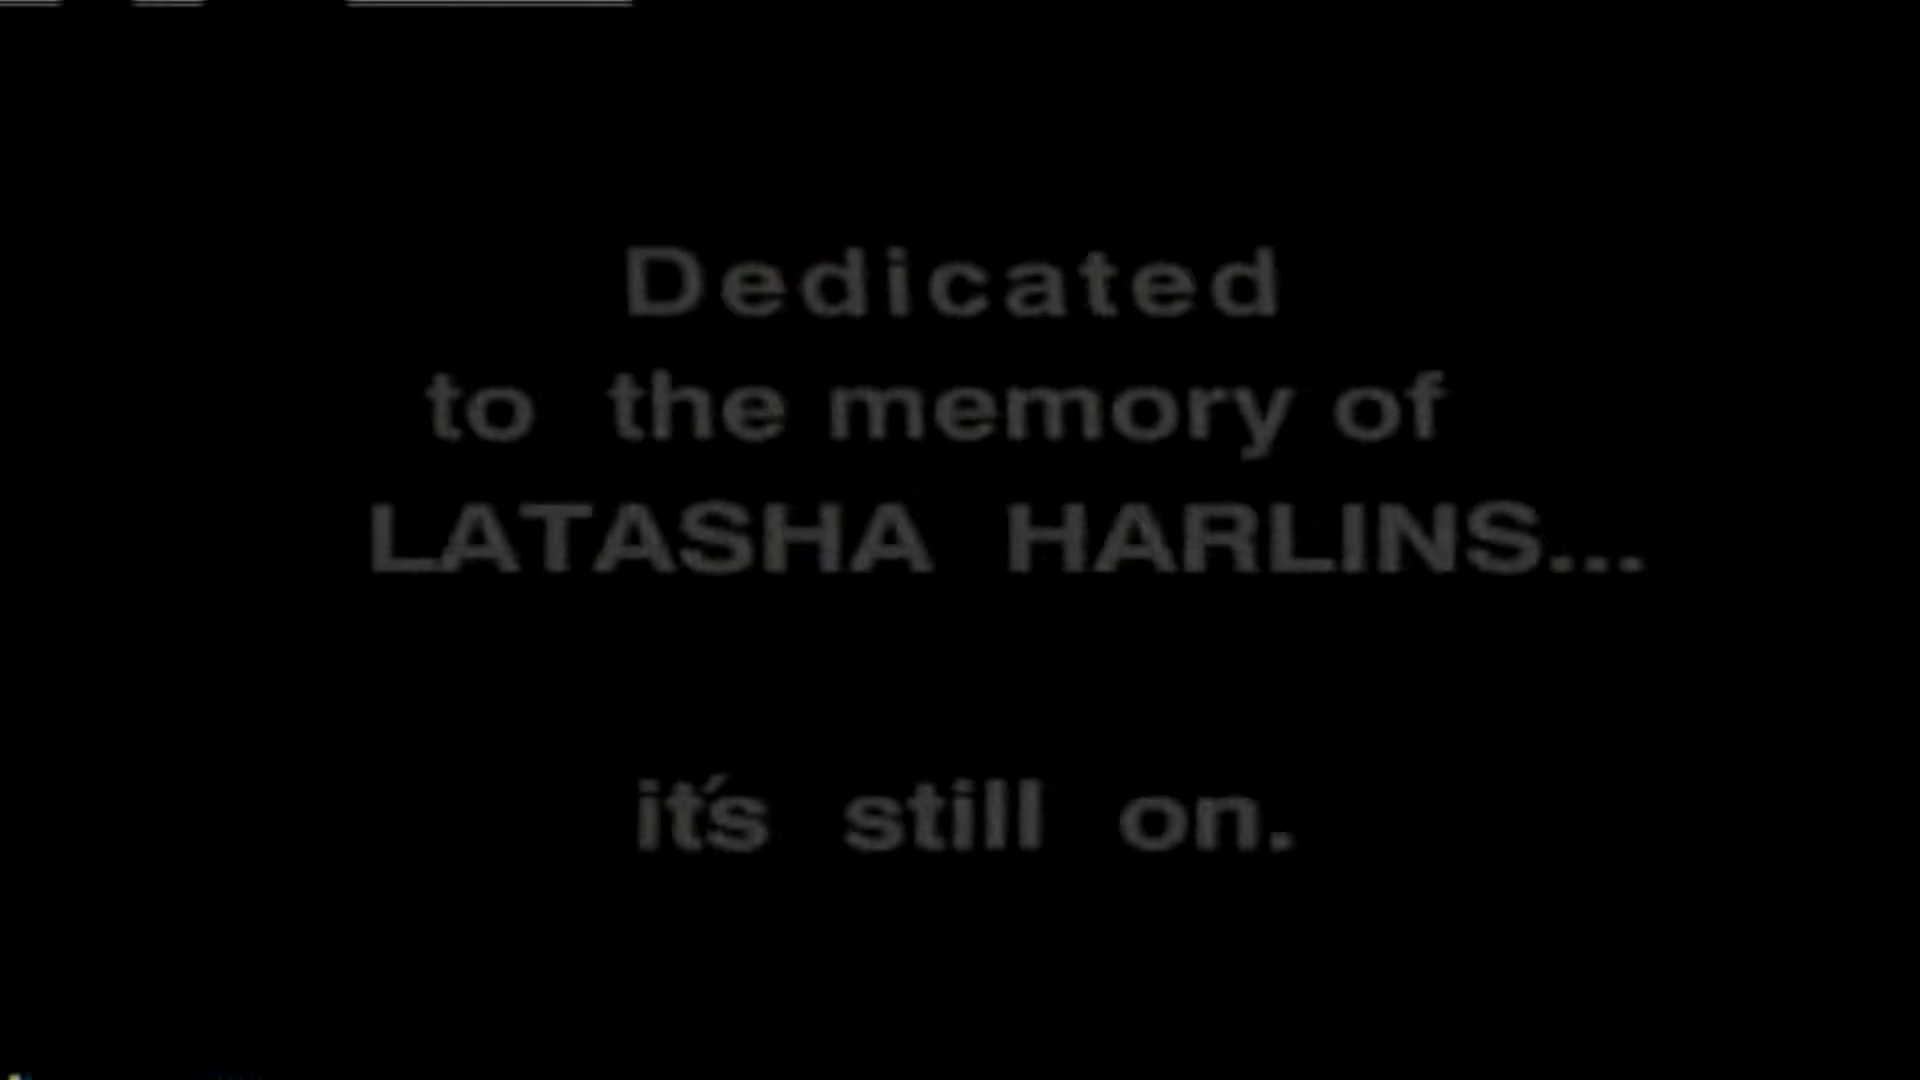 Dedicated
to the memory of
LATASHA HARLINS...
it's still on.